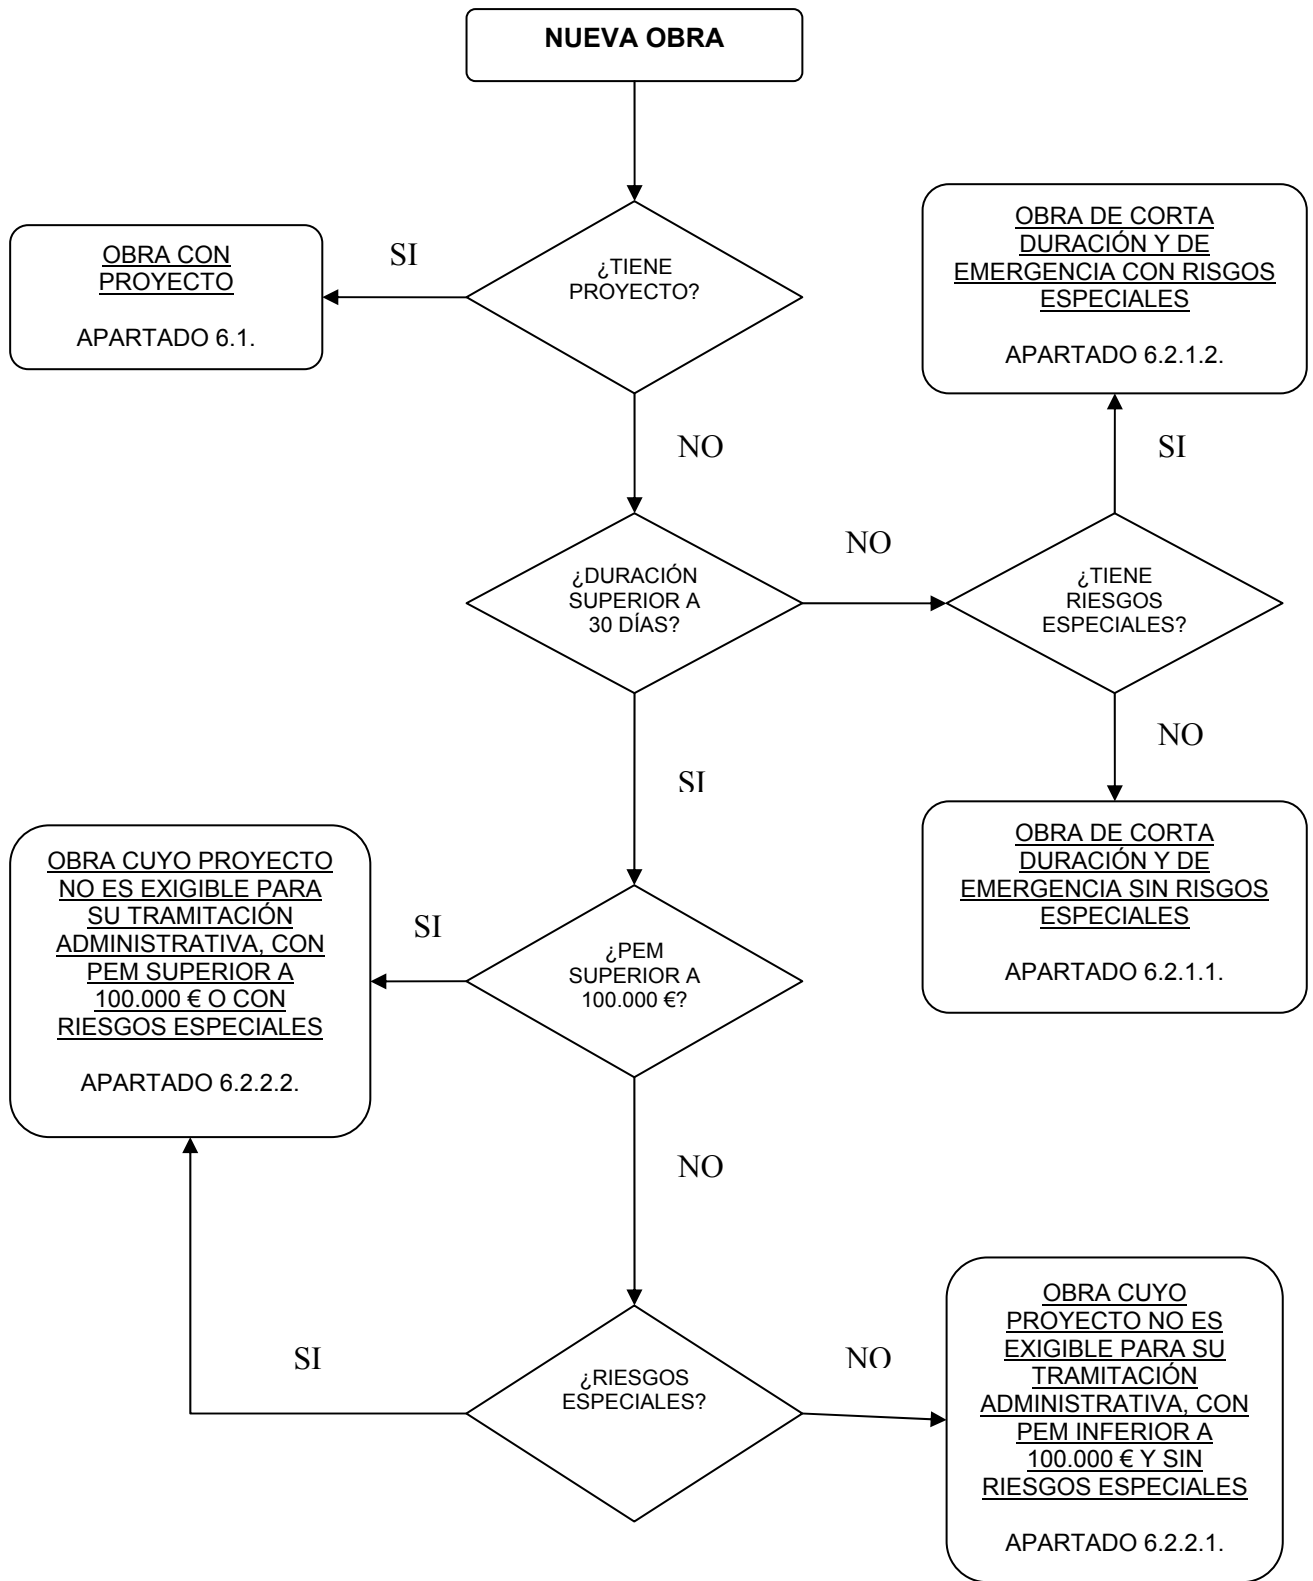 NUEVA OBRA
¿TIENE
PROYECTO?
SI
OBRA CON
PROYECTO
APARTADO 6.1.
NO
OBRA DE CORTA
DURACIÓN Y DE
EMERGENCIA CON RISGOS
ESPECIALES
APARTADO 6.2.1.2.
SI
¿DURACIÓN
SUPERIOR A
30 DÍAS?
NO
¿TIENE
RIESGOS
ESPECIALES?
NO
OBRA DE CORTA
DURACIÓN Y DE
EMERGENCIA SIN RISGOS
ESPECIALES
APARTADO 6.2.1.1.
SI
¿PEM
SUPERIOR A
100.000 €?
SI
OBRA CUYO PROYECTO
NO ES EXIGIBLE PARA
SU TRAMITACIÓN
ADMINISTRATIVA, CON
PEM SUPERIOR A
100.000 € O CON
RIESGOS ESPECIALES
APARTADO 6.2.2.2.
NO
¿RIESGOS
ESPECIALES?
SI
NO
OBRA CUYO
PROYECTO NO ES
EXIGIBLE PARA SU
TRAMITACIÓN
ADMINISTRATIVA, CON
PEM INFERIOR A
100.000 € Y SIN
RIESGOS ESPECIALES
APARTADO 6.2.2.1.